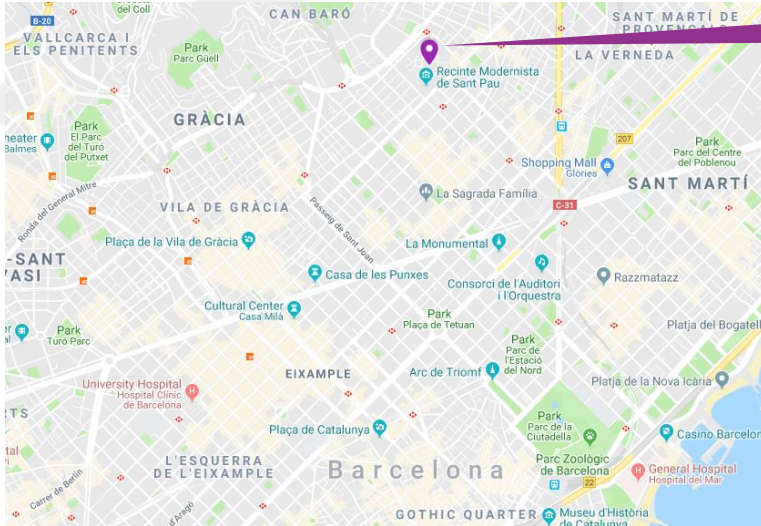 del Coll
CAN BARÓ
SANT MARTÍ DE
PROVENÇALS
B-20
VALLCARCA I
ELS PENITENTS
Park
Parc Güell
LA VERNEDA
Recinte Modernista
de Sant Pau
GRÀCIA
207
Park
Parc del Centre
del Poblenou
heater
Balmes
Park
El Parc
del Turó
del Putxet
Shopping Mall
Glòries
SANT MARTÍ
Ronda del General Mitre
La Sagrada Família
VILA DE GRÀCIA
Passeig de Sant Joan
C-31
Plaça de la Vila de Gràcia
La Monumental
-SANT
VASI
Casa de les Punxes
Consorci de l'Auditori
i l'Orquestra
Razzmatazz
Cultural Center
Casa Milà
Park
Plaça de Tetuan
Platja del Bogatell
er
al
Park
Turó Parc
Park
Parc de
l'Estació
del Nord
EIXAMPLE
Arc de Triomf
University Hospital
Hospital Clínic
de Barcelona
Platja de la Nova Icària
RTS
Park
Parc de la
Ciutadella
Plaça de Catalunya
Casino Barcelon
tal
ri
L'ESQUERRA
DE L'EIXAMPLE
Barcelona
Parc Zoològic
de Barcelona
General Hospital
Hospital del Mar
22
Carrer de Berlín
d'Aragó
GOTHIC QUARTER
Museu d'Història
de Catalunya